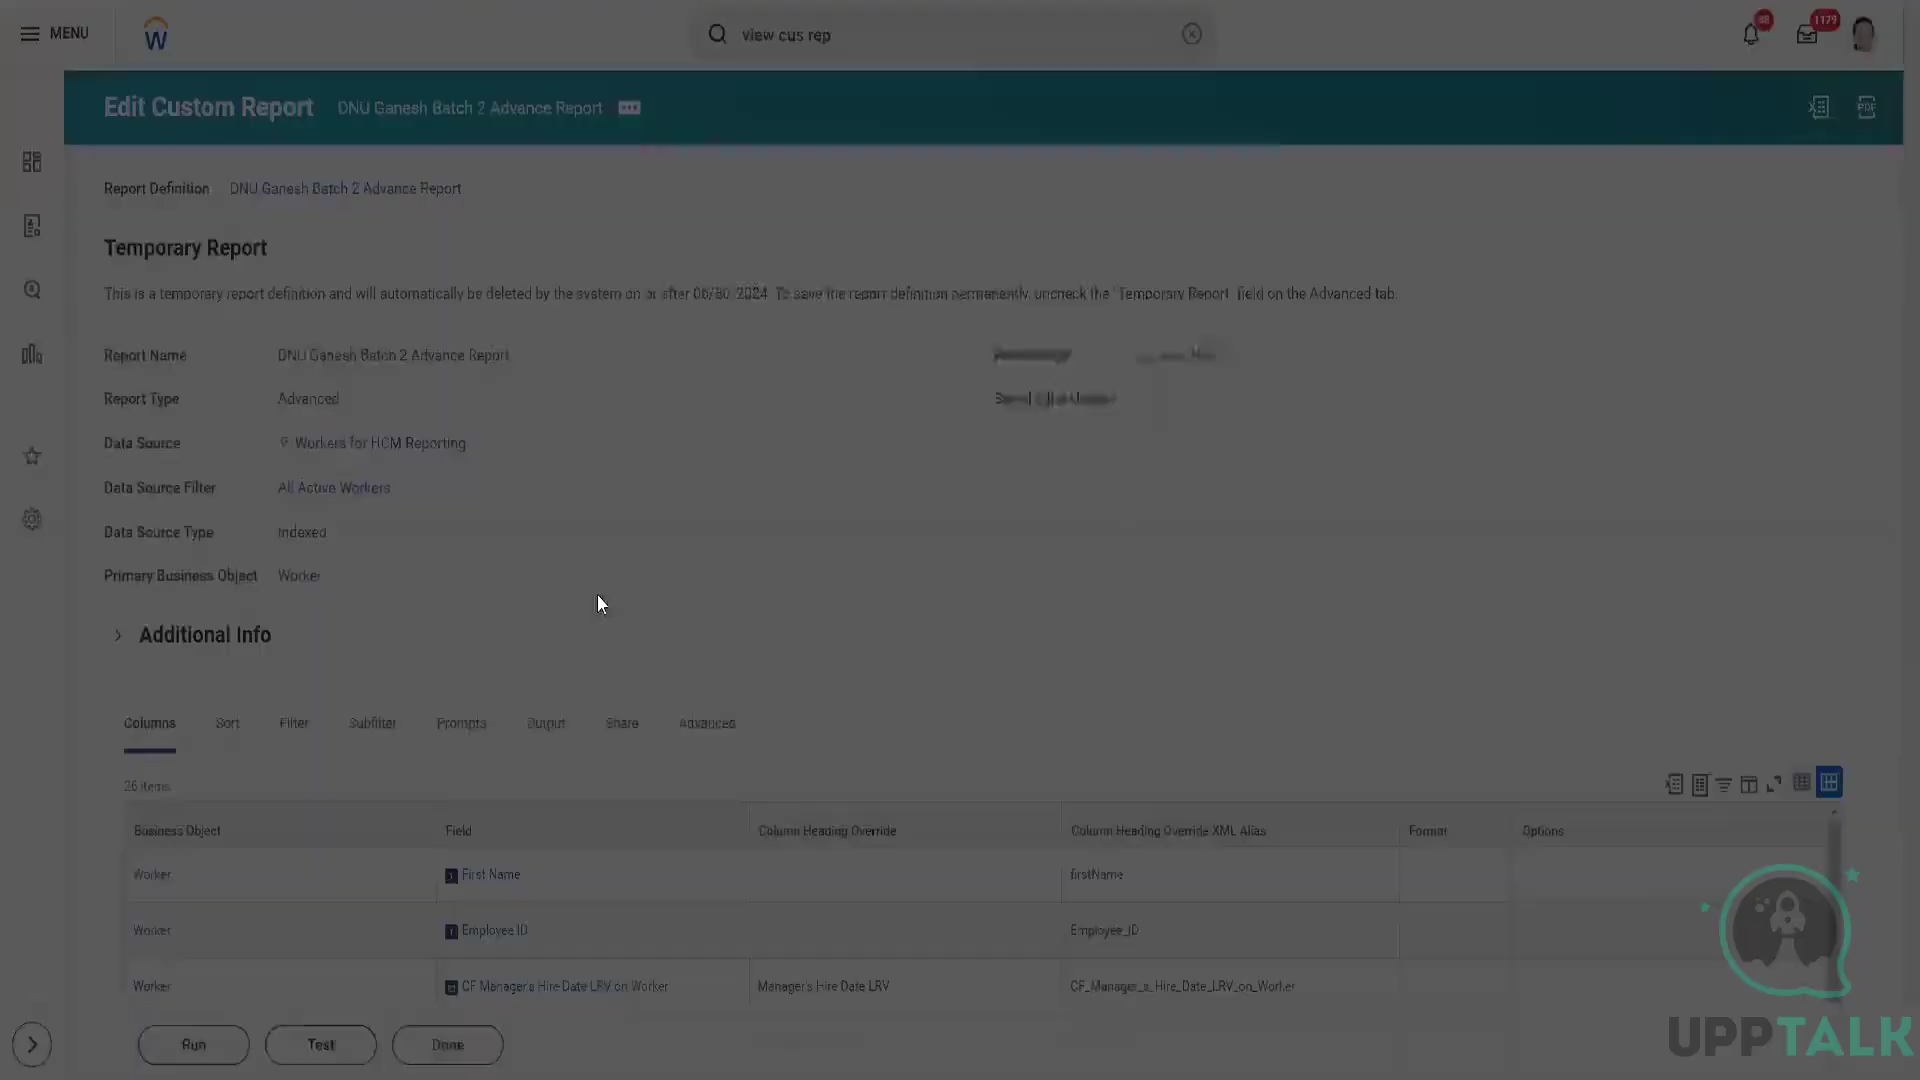 MENU
view cus rep
88
1179
Edit Custom Report DNU Ganesh Batch 2 Advance Report
PDF
Report Definition DNU Ganesh Batch 2 Advance Report
Temporary Report
This is a temporary report definition and will automatically be deleted by the system on or after 06/30/2024. To save the report definition permanently, uncheck the "Temporary Report" field on the Advanced tab.
Report Name DNU Ganesh Batch 2 Advance Report
Report Type Advanced
Data Source Workers for HCM Reporting
Data Source Filter All Active Workers
Data Source Type Indexed
Primary Business Object Worker
Additional Info
Columns Sort Filter Subfilter Prompts Output Share Advanced
26 items
Business Object Field Column Heading Override Column Heading Override XML Alias Format Options
Worker First Name firstName
Worker Employee ID Employee_ID
Worker CF Manager's Hire Date LRV on Worker Manager's Hire Date LRV CF_Manager_s_Hire_Date_LRV_on_Worker
Run Test Done
UPPTALK